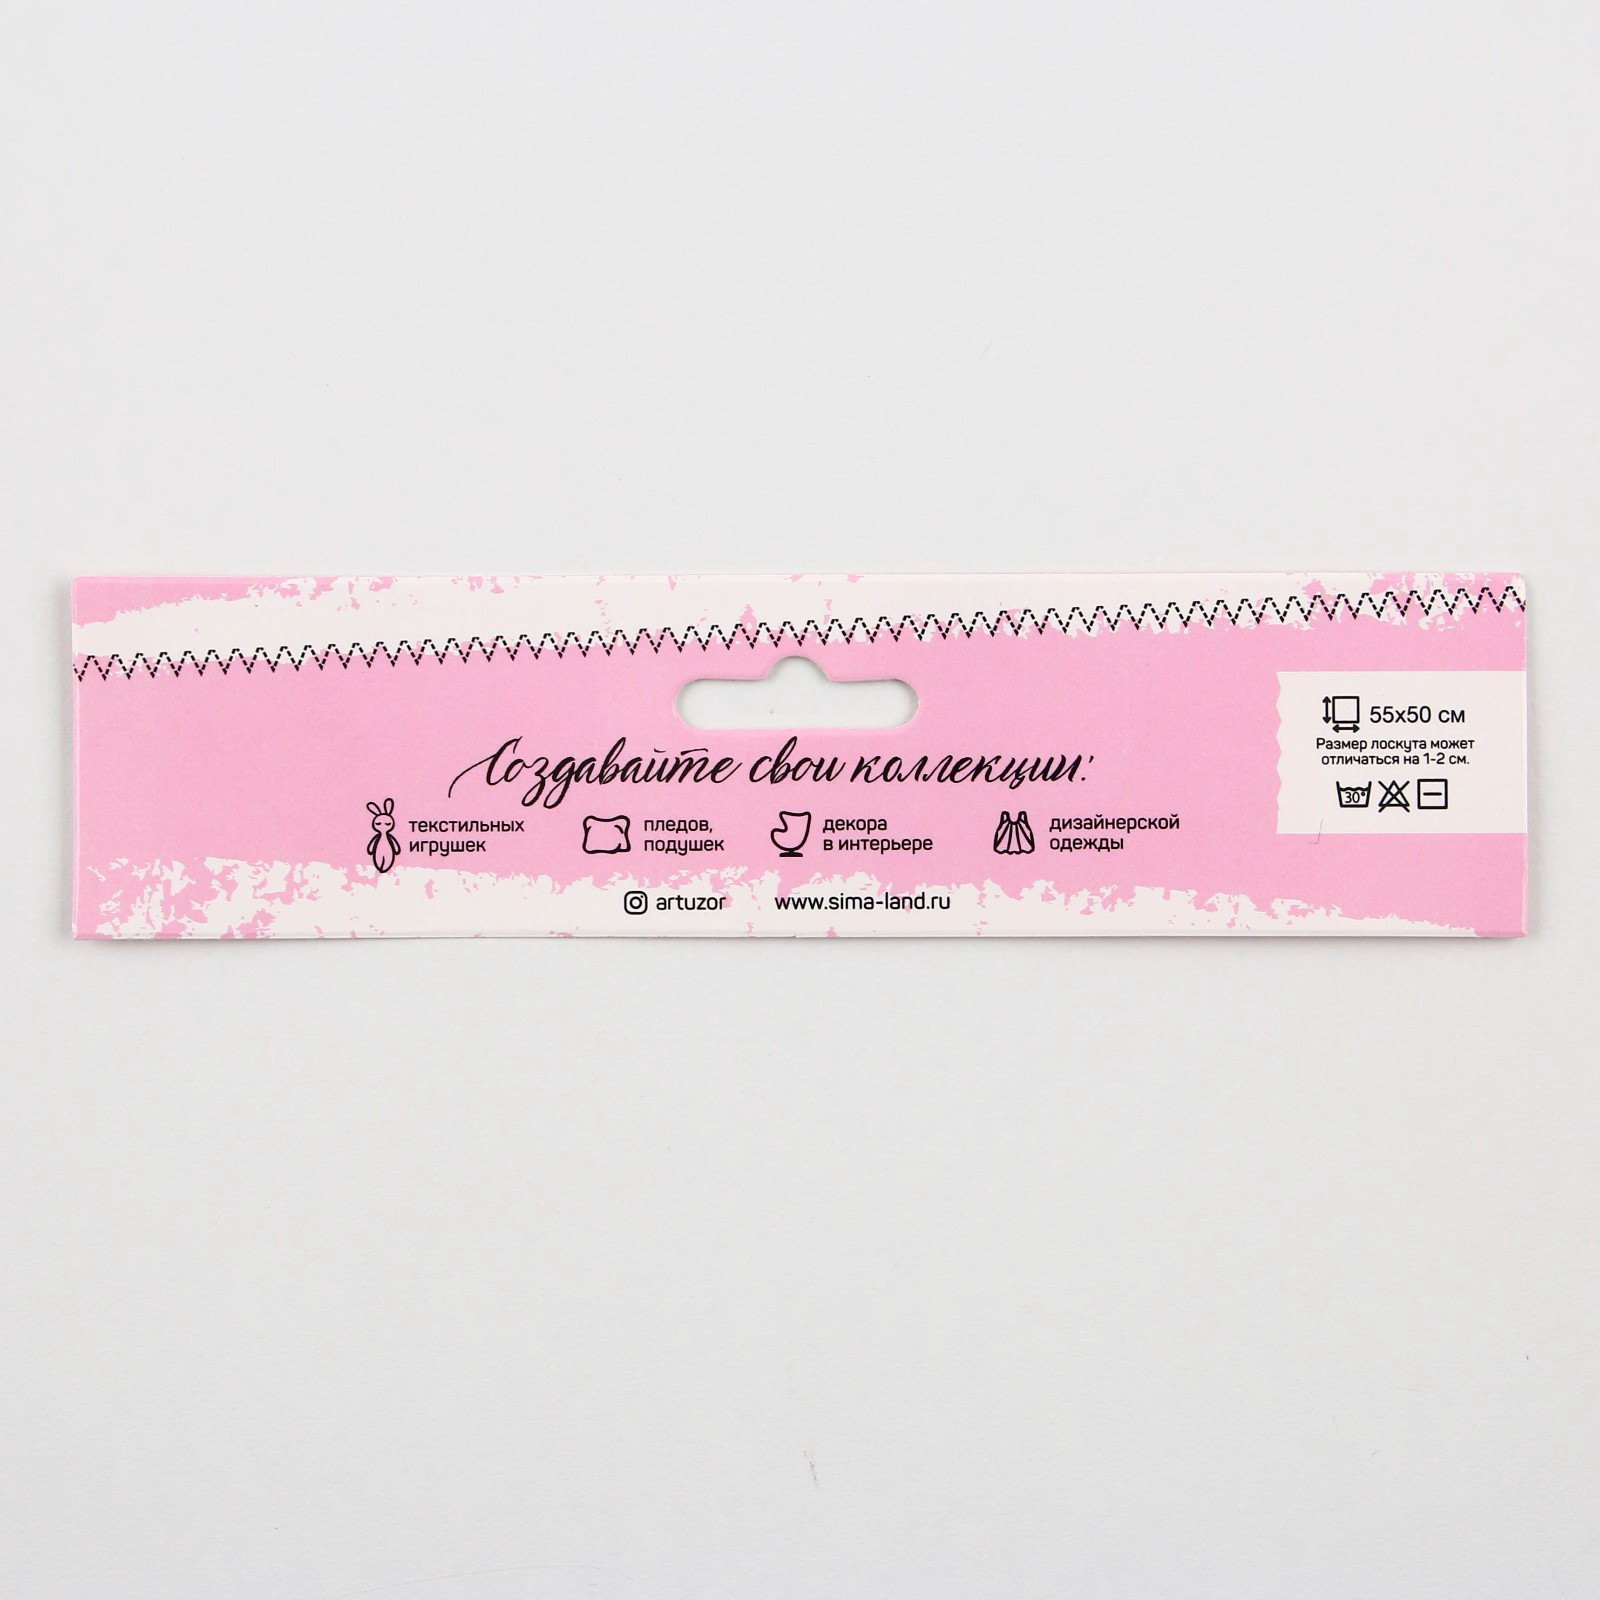 Создавайте свои коллекции:
текстильных
игрушек
пледов,
подушек
декора
в интерьере
дизайнерской
одежды
artuzor
www.sima-land.ru
55x50 см
Размер лоскута может
отличаться на 1-2 см.
30°